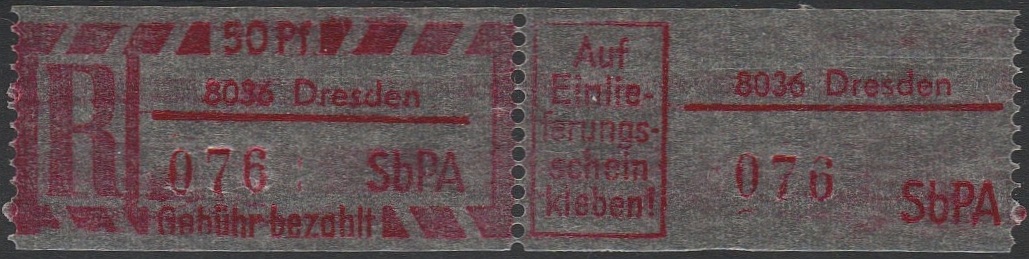 50 Pf
R
8036 Dresden
076 SbPA
Gebühr bezahlt
Auf
Einlie-
ferungs-
schein
kleben!
8036 Dresden
076
SbPA